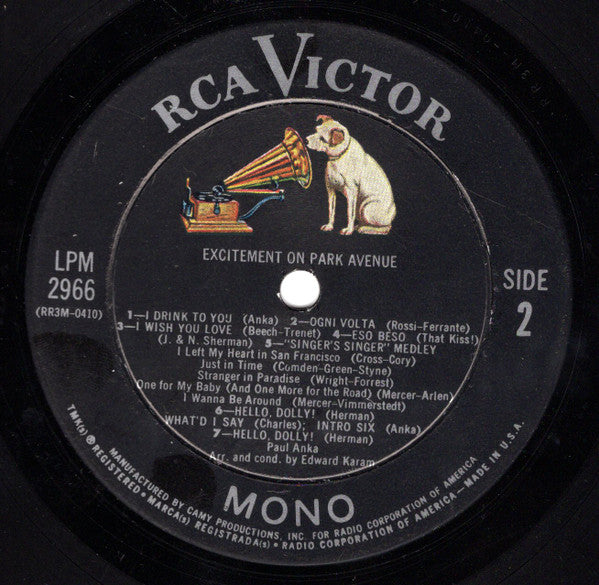 RCA VICTOR
EXCITEMENT ON PARK AVENUE
LPM
2966
(RR3M-0410)
SIDE
2
1—I DRINK TO YOU (Anka) 2—OGNI VOLTA (Rossi-Ferrante)
3—I WISH YOU LOVE (Beech-Trenet) 4—ESO BESO (That Kiss!)
(J. & N. Sherman) 5—"SINGER'S SINGER" MEDLEY
I Left My Heart in San Francisco (Cross-Cory)
Just in Time (Comden-Green-Styne)
Stranger in Paradise (Wright-Forrest)
One for My Baby (And One More for the Road) (Mercer-Arlen)
I Wanna Be Around (Mercer-Vimmerstedt)
6—HELLO, DOLLY! (Herman)
WHAT'D I SAY (Charles); INTRO SIX (Anka)
7—HELLO, DOLLY! (Herman)
Paul Anka
Arr. and cond. by Edward Karam
MONO
TMK(s) ® REGISTERED • MARCA(s) REGISTRADA(s) • RADIO CORPORATION OF AMERICA—MADE IN U.S.A.
MANUFACTURED BY CAMY PRODUCTIONS, INC. FOR RADIO CORPORATION OF AMERICA